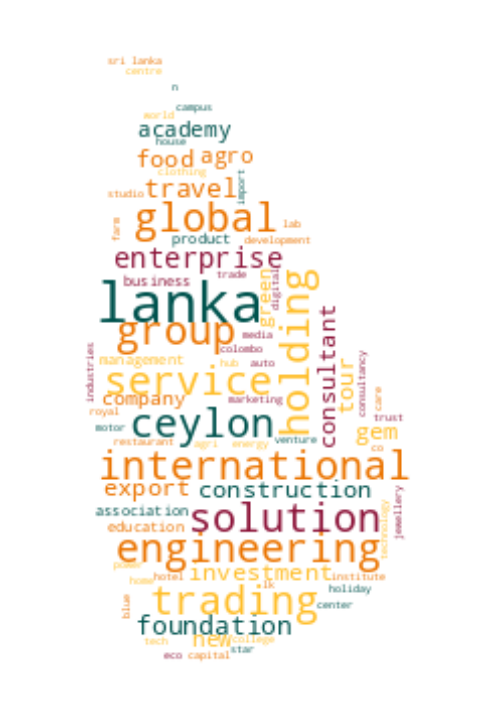 sri lanka
centre
n
campus
world
academy
house
food agro
clothing
import
studio travel
global
farm
lab
product development
enterprise
trade
business
digital
green
holding
lanka
group
media
consultant
industries
colombo
management
hub auto
tour
consultancy
service
care
company
marketing
royal
trust
motor
ceylon
gem
restaurant
agri energy
venture
co
international
export construction
jewellery
association
solution
education
technology
engineering
power
investment
home hotel
institute
lk
holiday
blue
trading
center
foundation
new
tech
college
star
eco capital